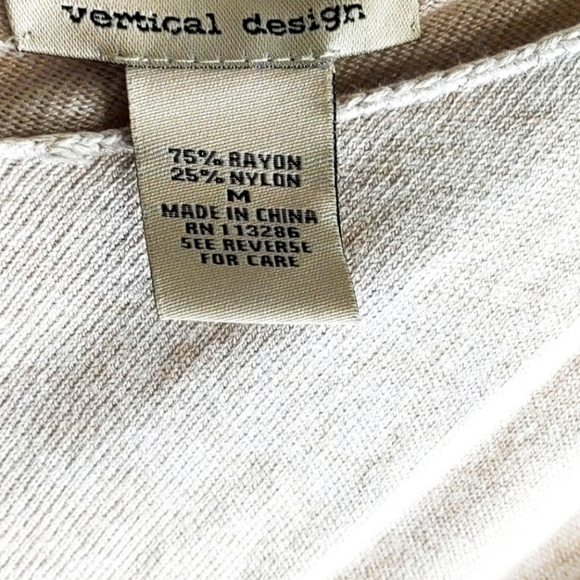 vertical design
75% RAYON
25% NYLON
M
MADE IN CHINA
RN 113286
SEE REVERSE
FOR CARE